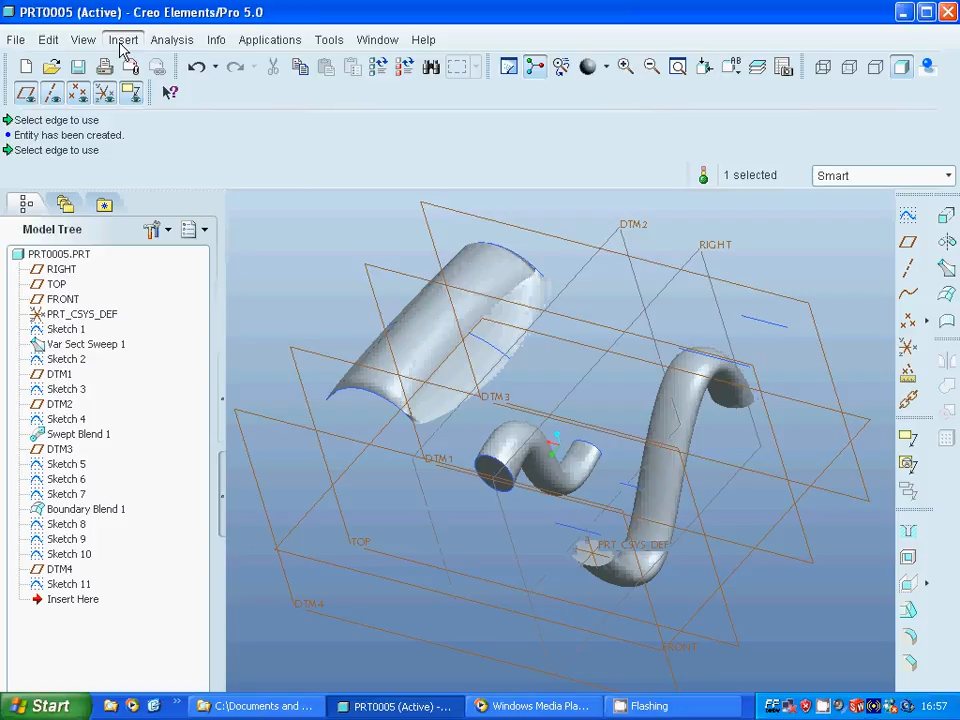 PRT0005 (Active) - Creo Elements/Pro 5.0
File Edit View Insert Analysis Info Applications Tools Window Help
Select edge to use
Entity has been created.
Select edge to use
1 selected
Smart
Model Tree
PRT0005.PRT
RIGHT
TOP
FRONT
PRT_CSYS_DEF
Sketch 1
Var Sect Sweep 1
Sketch 2
DTM1
Sketch 3
DTM2
Sketch 4
Swept Blend 1
DTM3
Sketch 5
Sketch 6
Sketch 7
Boundary Blend 1
Sketch 8
Sketch 9
Sketch 10
DTM4
Sketch 11
Insert Here
DTM2
RIGHT
DTM3
DTM1
TOP
PRT_CSYS_DEF
DTM4
FRONT
Start
C:\Documents and ...
PRT0005 (Active) -...
Windows Media Pla...
Flashing
16:57